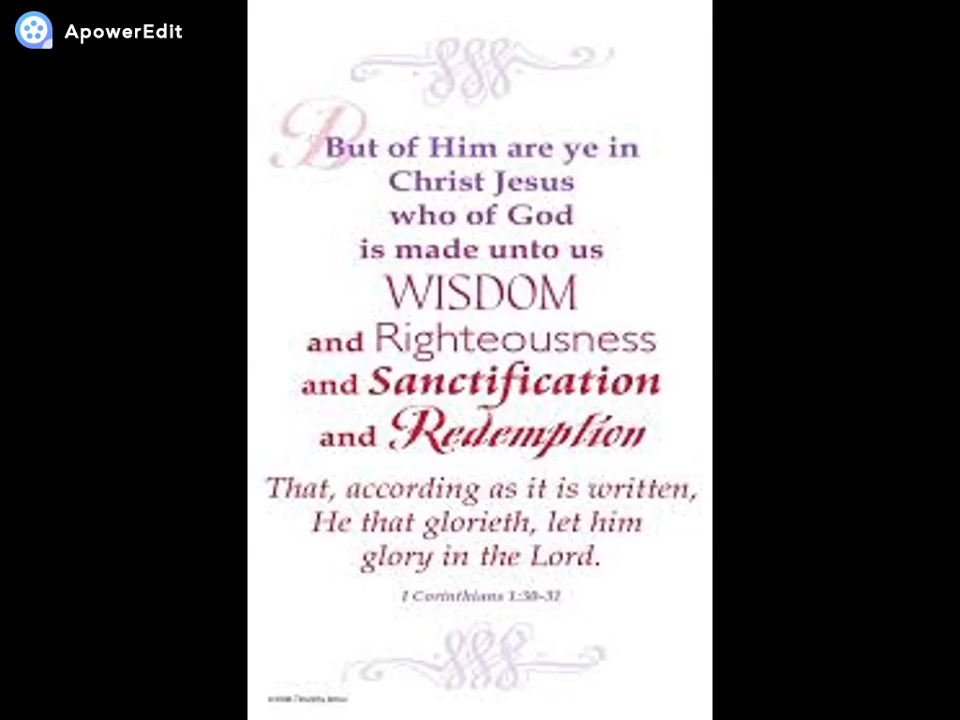 ApowerEdit
But of Him are ye in
Christ Jesus
who of God
is made unto us
WISDOM
and Righteousness
and Sanctification
and Redemption
That, according as it is written,
He that glorieth, let him
glory in the Lord.
1 Corinthians 1:30-31